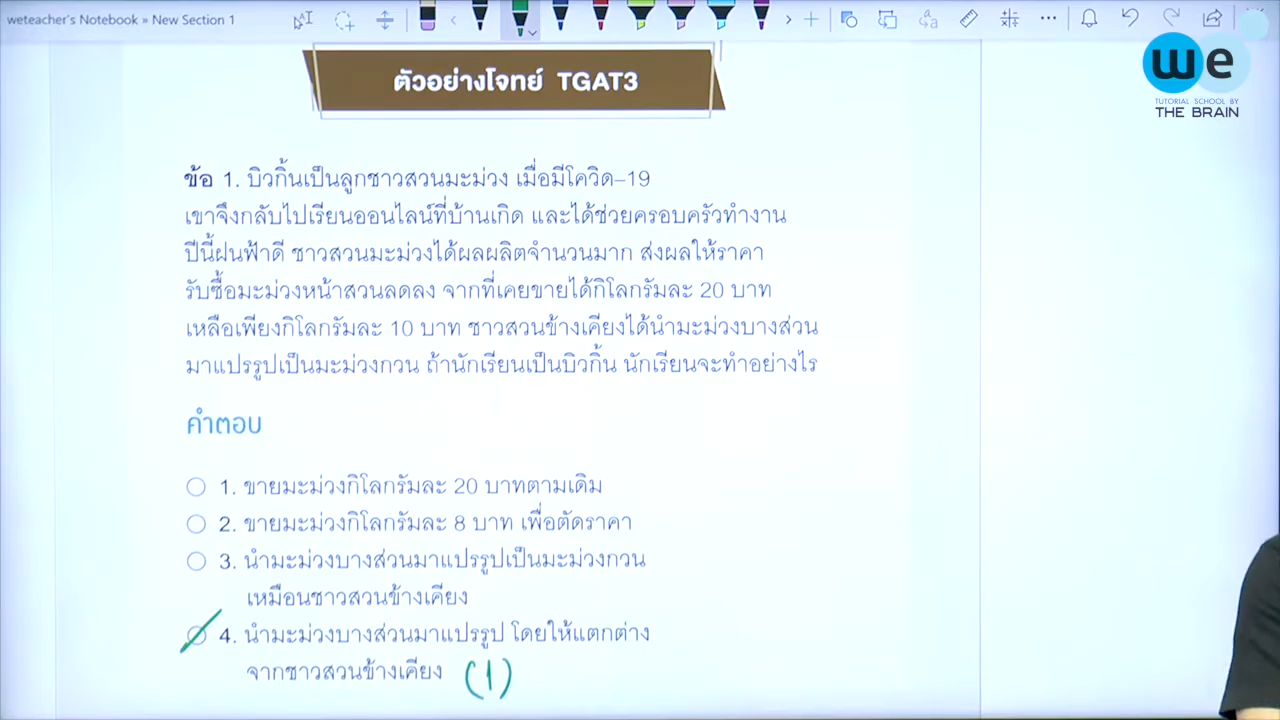 weteacher's Notebook » New Section 1
we
TUTORIAL SCHOOL BY
THE BRAIN
ตัวอย่างโจทย์ TGAT3
ข้อ 1. บิวกิ้นเป็นลูกชาวสวนมะม่วง เมื่อมีโควิด-19
เขาจึงกลับไปเรียนออนไลน์ที่บ้านเกิด และได้ช่วยครอบครัวทำงาน
ปีนี้ฝนฟ้าดี ชาวสวนมะม่วงได้ผลผลิตจำนวนมาก ส่งผลให้ราคา
รับซื้อมะม่วงหน้าสวนลดลง จากที่เคยขายได้กิโลกรัมละ 20 บาท
เหลือเพียงกิโลกรัมละ 10 บาท ชาวสวนข้างเคียงได้นำมะม่วงบางส่วน
มาแปรรูปเป็นมะม่วงกวน ถ้านักเรียนเป็นบิวกิ้น นักเรียนจะทำอย่างไร
คำตอบ
1. ขายมะม่วงกิโลกรัมละ 20 บาทตามเดิม
2. ขายมะม่วงกิโลกรัมละ 8 บาท เพื่อตัดราคา
3. นำมะม่วงบางส่วนมาแปรรูปเป็นมะม่วงกวน
เหมือนชาวสวนข้างเคียง
4. นำมะม่วงบางส่วนมาแปรรูป โดยให้แตกต่าง
จากชาวสวนข้างเคียง (1)